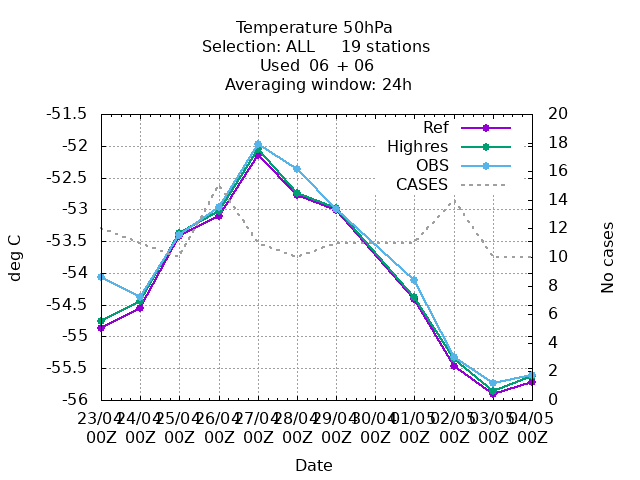 Temperature 50hPa
Selection: ALL 19 stations
Used 06 + 06
Averaging window: 24h
-51.5
-52
-52.5
-53
-53.5
-54
-54.5
-55
-55.5
-56
deg C
Ref
Highres
OBS
CASES
20
18
16
14
12
10
8
6
4
2
0
No cases
23/04 24/04 25/04 26/04 27/04 28/04 29/04 30/04 01/05 02/05 03/05 04/05
00Z 00Z 00Z 00Z 00Z 00Z 00Z 00Z 00Z 00Z 00Z 00Z
Date